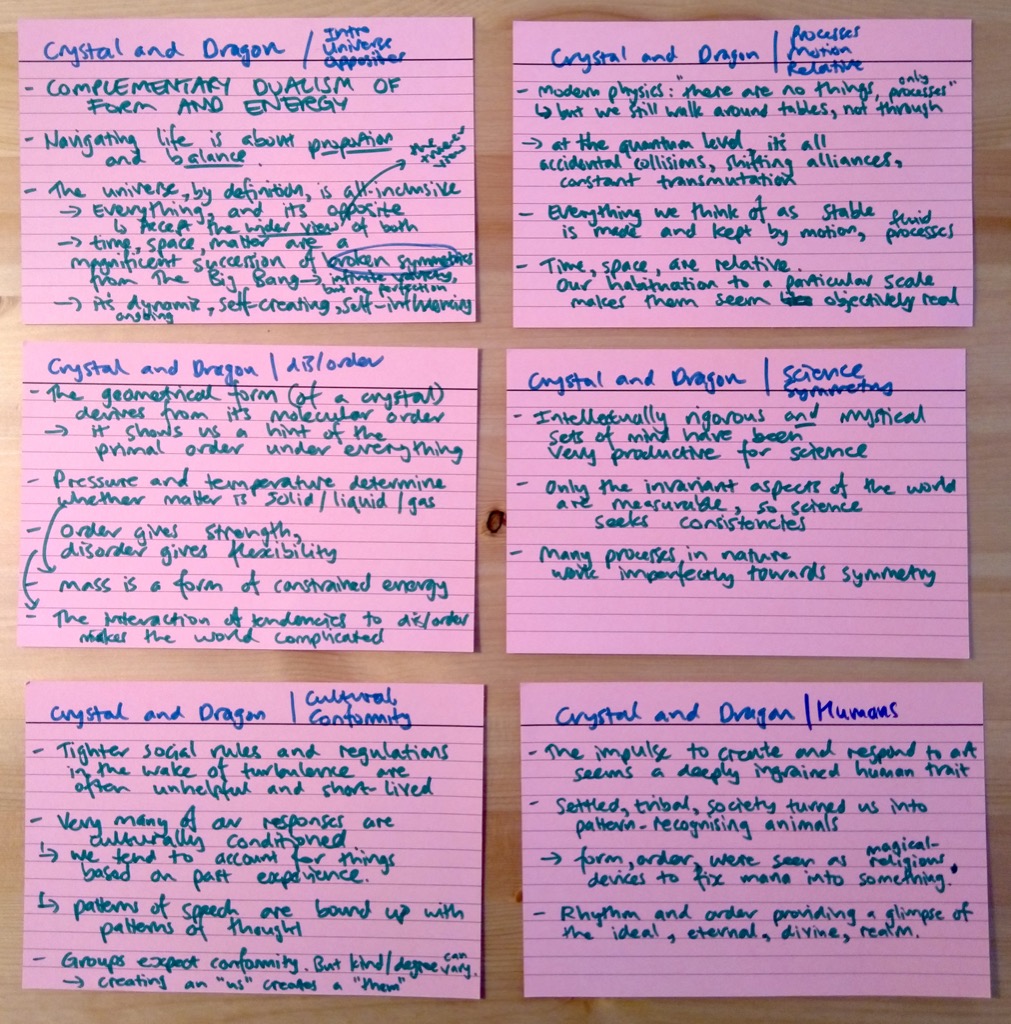 Crystal and Dragon / Intro
Universe
Opposites
- COMPLEMENTARY DUALISM OF
FORM AND ENERGY
- Navigating life is about proportion
and balance.
- The universe, by definition, is all-inclusive
→ Everything, and its opposite
↳ Accept the wider view of both
the view
→ time, space, matter are a
magnificent succession of broken symmetries
from The Big Bang → infinite variety,
but no perfection
→ it's dynamic, self-creating, self-influencing
ongoing
Crystal and Dragon / Processes
Motion
Relative
- Modern physics: "there are no things, only processes"
↳ but we still walk around tables, not through
→ at the quantum level, it's all
accidental collisions, shifting alliances,
constant transmutation
- Everything we think of as stable
is made and kept by motion, fluid processes
- Time, space, are relative.
Our habituation to a particular scale
makes them seem objectively real
Crystal and Dragon / dis/order
- The geometrical form (of a crystal)
derives from it's molecular order
→ it shows us a hint of the
primal order under everything
- Pressure and temperature determine
whether matter is solid/liquid/gas
- order gives strength,
disorder gives flexibility
- mass is a form of constrained energy
- The interaction of tendencies to dis/order
makes the world complicated
Crystal and Dragon / Science
Symmetry
- Intellectually rigorous and mystical
sets of mind have been
very productive for science
- Only the invariant aspects of the world
are measurable, so science
seeks consistencies
- Many processes in nature
work imperfectly towards symmetry
Crystal and Dragon / Cultural
Conformity
- Tighter social rules and regulations
in the wake of turbulence are
often unhelpful and short-lived
- Very many of our responses are
culturally conditioned
↳ we tend to account for things
based on past experience.
↳ patterns of speech are bound up with
patterns of thought
- Groups expect conformity. But kind/degree can vary.
→ creating an "us" creates a "them"
Crystal and Dragon / Humans
- The impulse to create and respond to art
seems a deeply ingrained human trait
- Settled, tribal, society turned us into
pattern-recognising animals
→ form, order, were seen as magical-religious
devices to fix mana into something.
- Rhythm and order providing a glimpse of
the ideal, eternal, divine, realm.